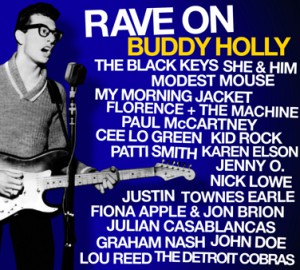 RAVE ON
BUDDY HOLLY
THE BLACK KEYS SHE & HIM
MODEST MOUSE
MY MORNING JACKET
FLORENCE + THE MACHINE
PAUL McCARTNEY
CEE LO GREEN KID ROCK
PATTI SMITH KAREN ELSON
JENNY O.
NICK LOWE
JUSTIN TOWNES EARLE
FIONA APPLE & JON BRION
JULIAN CASABLANCAS
GRAHAM NASH JOHN DOE
LOU REED THE DETROIT COBRAS